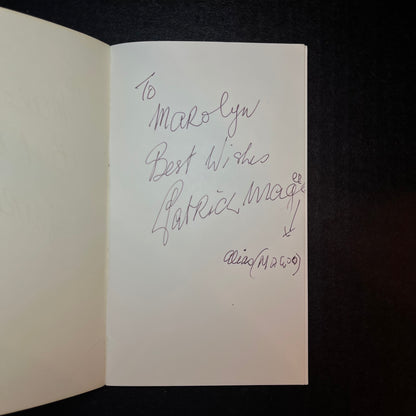 To
Marolyn
Best Wishes
Patrick Magee
alias (Magoo)